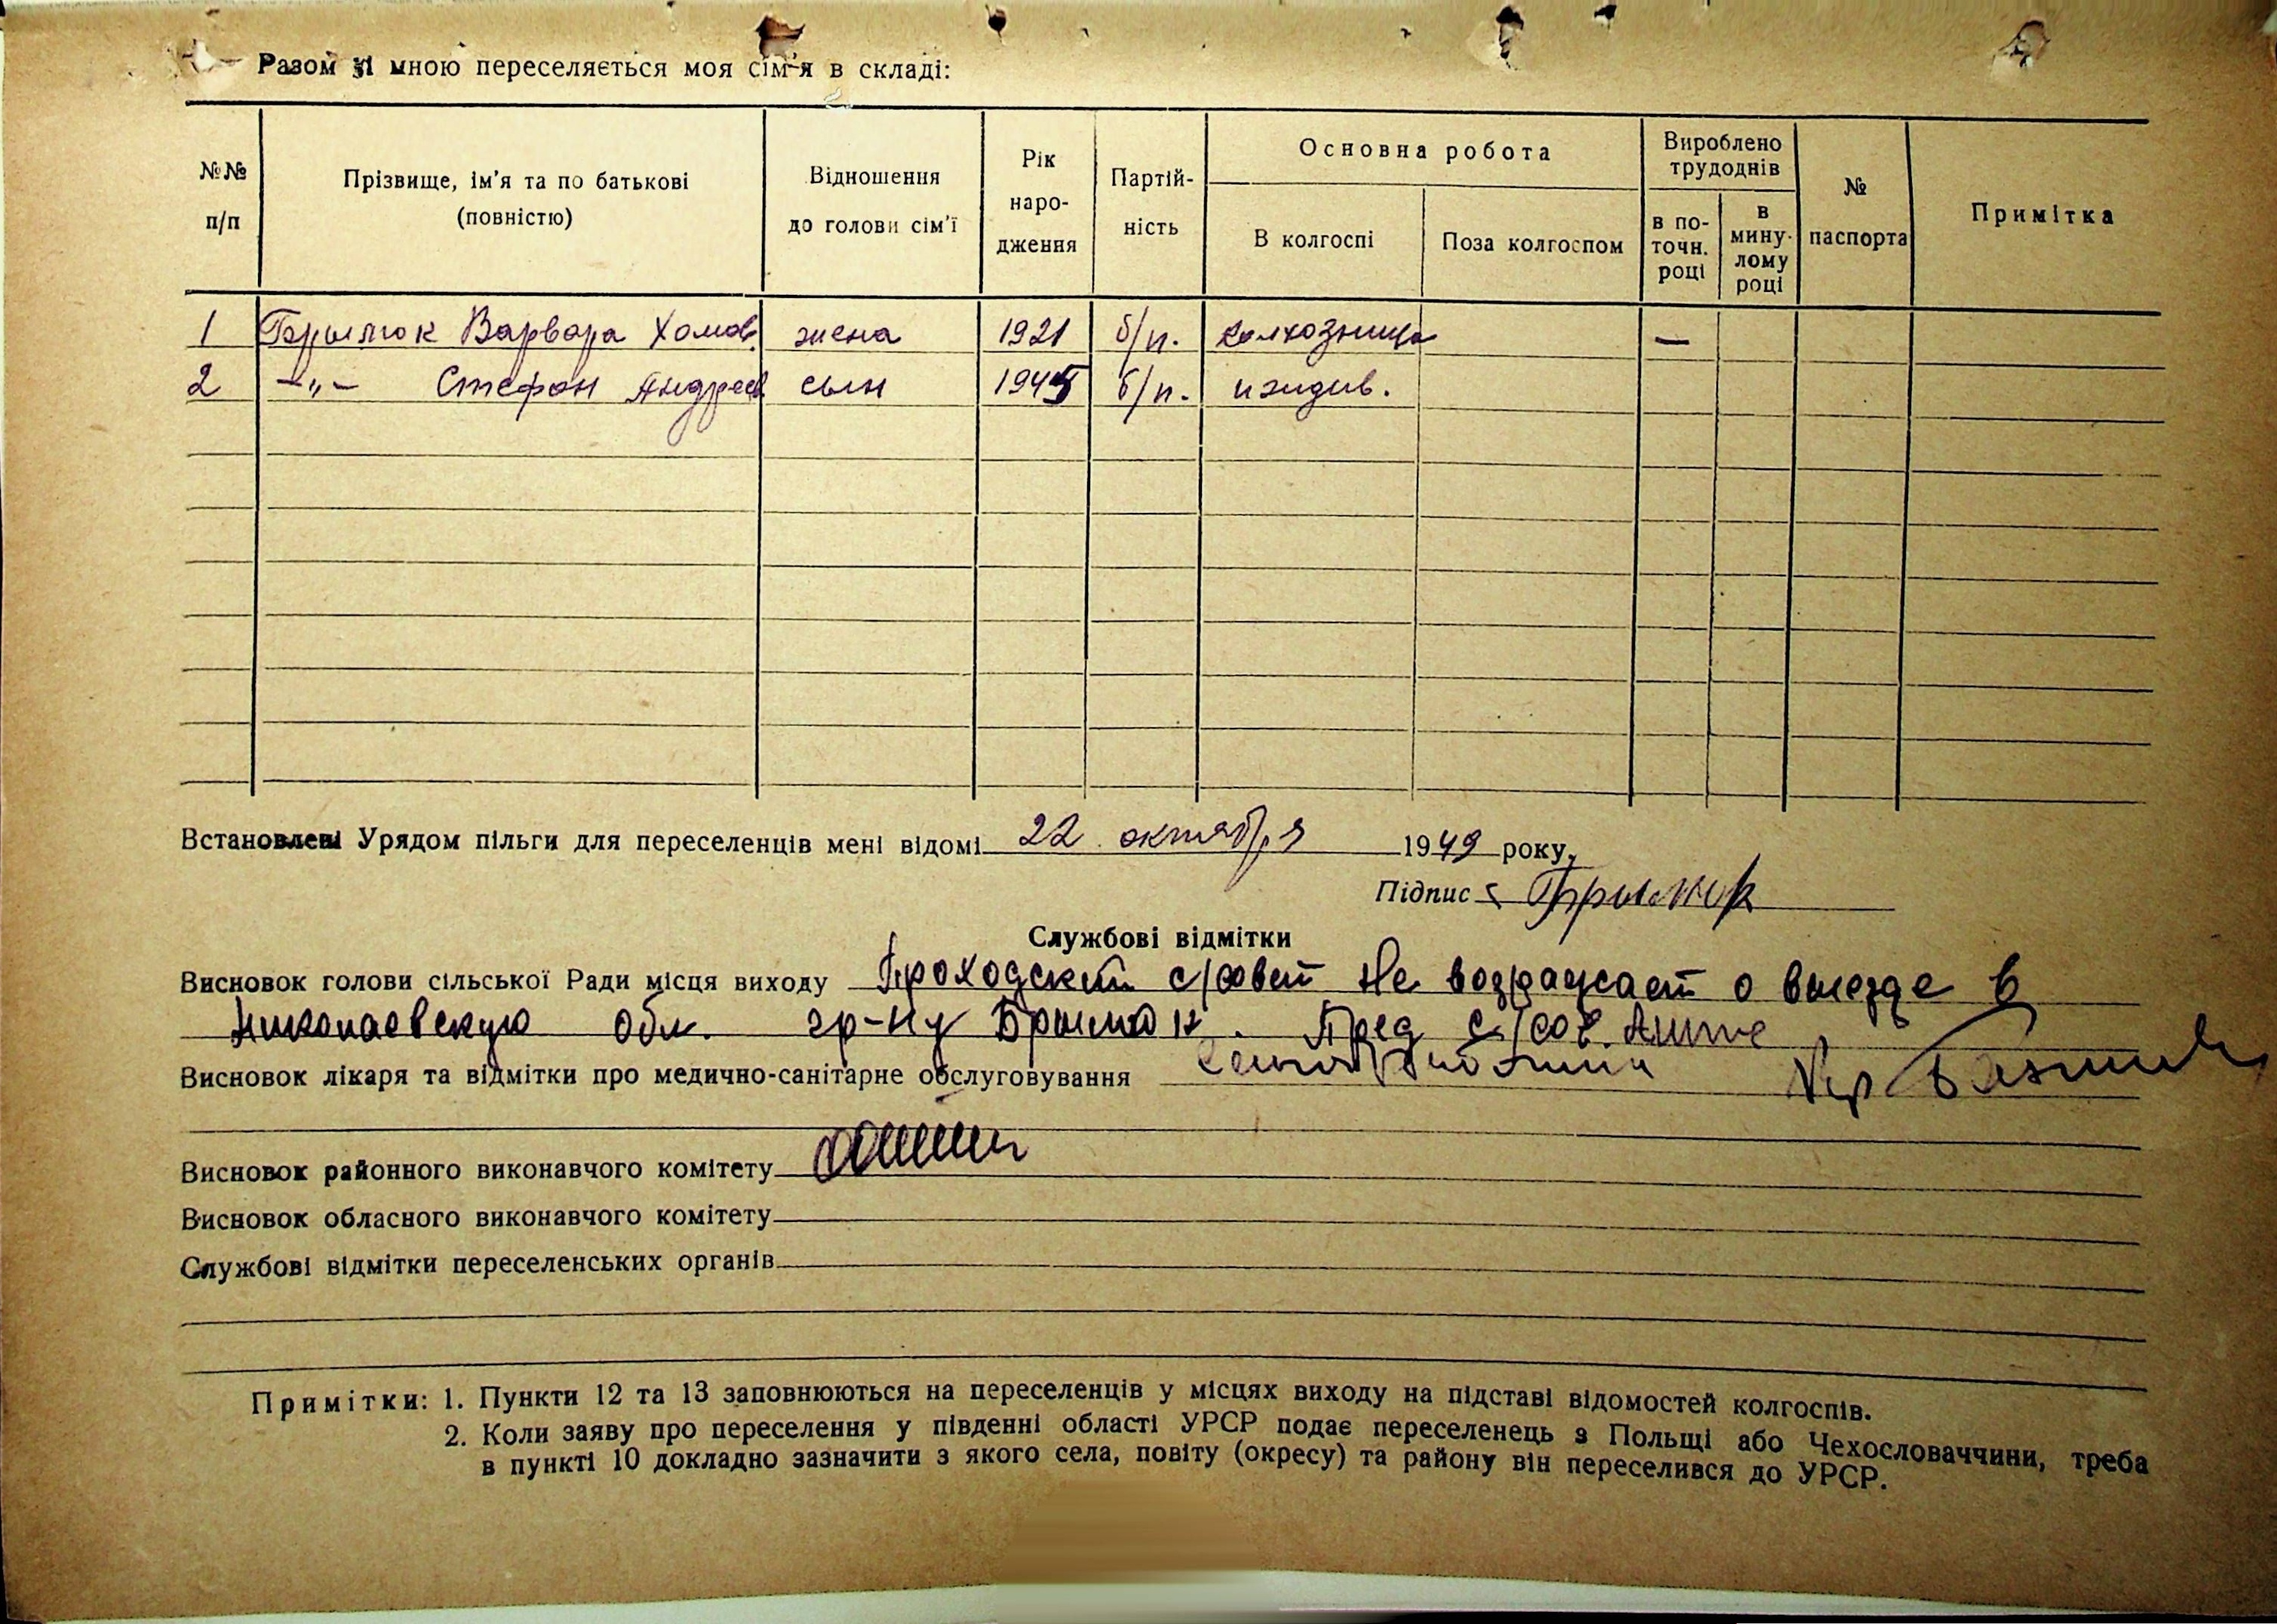 Разом зі мною переселяється моя сім'я в складі:
№№ п/п
Прізвище, ім'я та по батькові (повністю)
Відношення до голови сім'ї
Рік народження
Партійність
Основна робота
В колгоспі
Поза колгоспом
Вироблено трудоднів
в поточн. році
в минулому році
№ паспорта
Примітка
1 Брылюк Варвара Хомов. жена 1921 б/п. колхозница —
2 —"— Стефан Андреев сын 1945 б/п. иждив.
Встановлені Урядом пільги для переселенців мені відомі 22 октября 1949 року,
Підпис
Службові відмітки
Висновок голови сільської Ради місця виходу Проходский с/совет не возражает о выезде в
Николаевскую обл. гр-ну Пред с/сов.
Висновок лікаря та відмітки про медично-санітарне обслуговування
Висновок районного виконавчого комітету
Висновок обласного виконавчого комітету
Службові відмітки переселенських органів
Примітки: 1. Пункти 12 та 13 заповнюються на переселенців у місцях виходу на підставі відомостей колгоспів.
2. Коли заяву про переселення у південні області УРСР подає переселенець з Польщі або Чехословаччини, треба
в пункті 10 докладно зазначити з якого села, повіту (окресу) та району він переселився до УРСР.